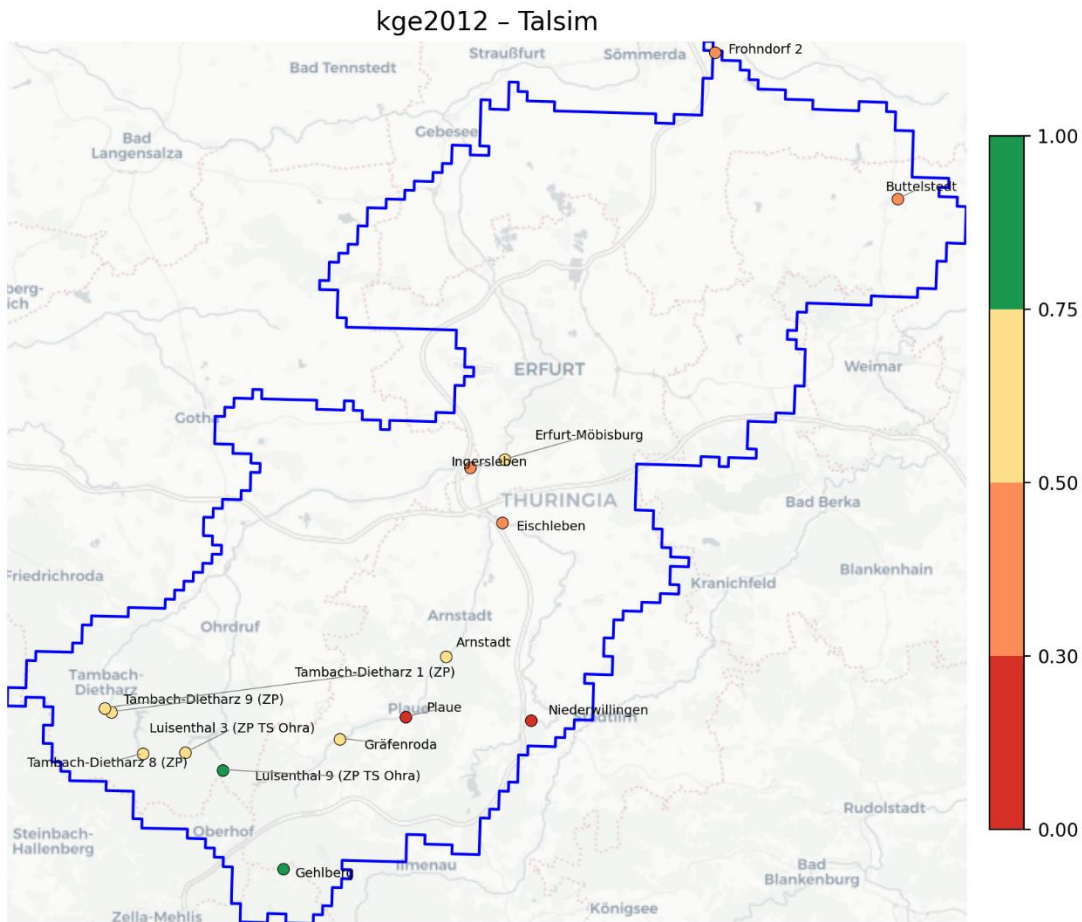 kge2012 – Talsim
Frohndorf 2
Straußfurt
Sömmerda
Bad Tennstedt
1.00
Gebesee
Bad
Langensalza
Buttelstedt
berg-
ich
0.75
ERFURT
Weimar
Gotha
Erfurt-Möbisburg
Ingersleben
0.50
THURINGIA
Bad Berka
Eischleben
Friedrichroda
Kranichfeld
Blankenhain
Arnstadt
Ohrdruf
Arnstadt
0.30
Tambach-
Dietharz
Tambach-Dietharz 1 (ZP)
Tambach-Dietharz 9 (ZP)
Plaue
Plaue
Niederwillingen
Stadtilm
Luisenthal 3 (ZP TS Ohra)
Gräfenroda
Tambach-Dietharz 8 (ZP)
Luisenthal 9 (ZP TS Ohra)
Rudolstadt
0.00
Oberhof
Steinbach-
Hallenberg
Gehlberg
Ilmenau
Bad
Blankenburg
Zella-Mehlis
Königsee